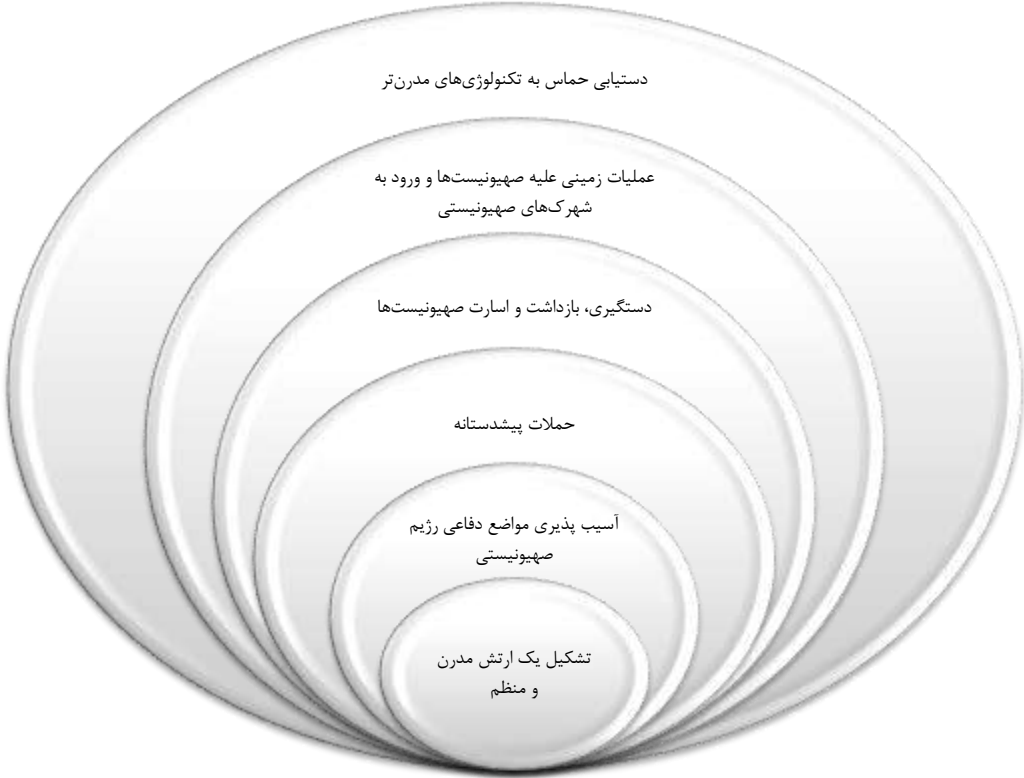 دستیابی حماس به تکنولوژی‌های مدرن‌تر
عملیات زمینی علیه صهیونیست‌ها و ورود به
شهرک‌های صهیونیستی
دستگیری، بازداشت و اسارت صهیونیست‌ها
حملات پیشدستانه
آسیب پذیری مواضع دفاعی رژیم
صهیونیستی
تشکیل یک ارتش مدرن
و منظم